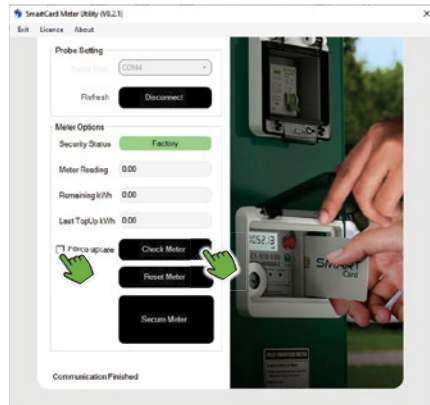 SmartCard Meter Utility (V0.2.1)
Exit Licence About
Probe Setting
COM4
Refresh Disconnect
Meter Options
Security Status Factory
Meter Reading 0.00
Remaining kWh 0.00
Last TopUp kWh 0.00
Force update Check Meter
Reset Meter
Secure Meter
Communication Finished
SMART
Card